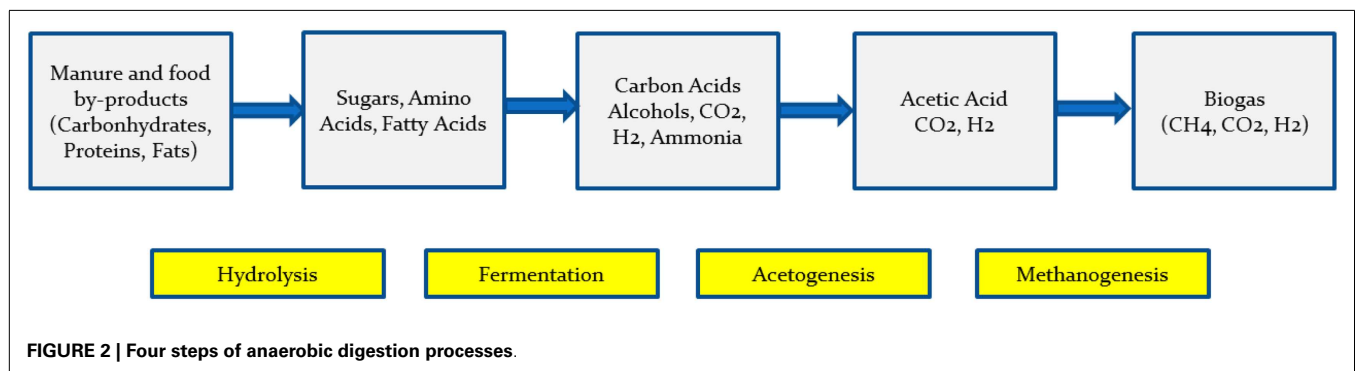 Manure and food
by-products
(Carbonhydrates,
Proteins, Fats)
Sugars, Amino
Acids, Fatty Acids
Carbon Acids
Alcohols, CO2,
H2, Ammonia
Acetic Acid
CO2, H2
Biogas
(CH4, CO2, H2)
Hydrolysis
Fermentation
Acetogenesis
Methanogenesis
FIGURE 2 | Four steps of anaerobic digestion processes.